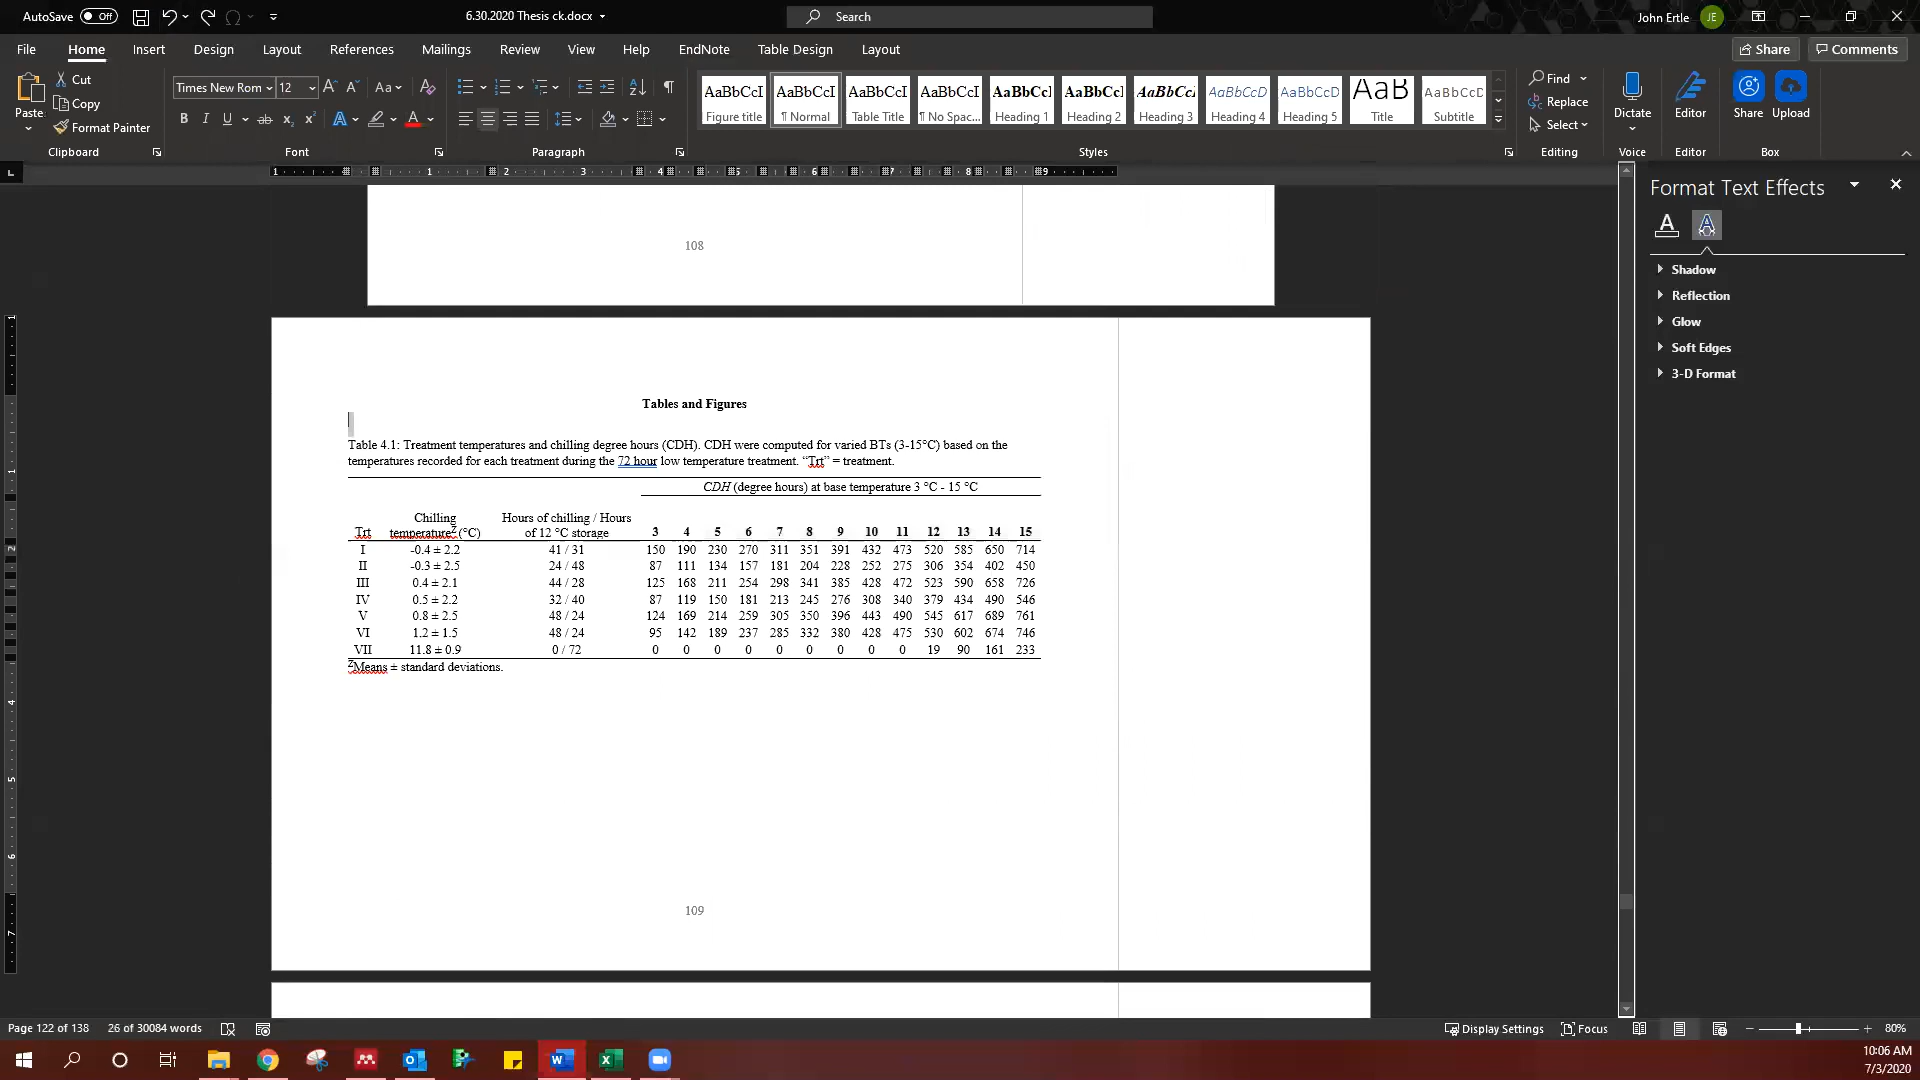 AutoSave Off 6.30.2020 Thesis ck.docx Search John Ertle JE
File Home Insert Design Layout References Mailings Review View Help EndNote Table Design Layout Share Comments
Paste Cut Copy Format Painter Clipboard
Times New Rom 12 Font
Paragraph
AaBbCcI Figure title AaBbCcI ¶ Normal AaBbCcI Table Title AaBbCcI ¶ No Spac... AaBbCcI Heading 1 AaBbCcI Heading 2 AaBbCcI Heading 3 AaBbCcD Heading 4 AaBbCcD Heading 5 AaB Title AaBbCcD Subtitle
Styles
Find Replace Select Editing
Dictate Voice
Editor Editor
Share Upload Box
Format Text Effects
Shadow
Reflection
Glow
Soft Edges
3-D Format
108
Tables and Figures
Table 4.1: Treatment temperatures and chilling degree hours (CDH). CDH were computed for varied BTs (3-15°C) based on the
temperatures recorded for each treatment during the 72 hour low temperature treatment. “Trt” = treatment.
CDH (degree hours) at base temperature 3 °C - 15 °C
Chilling Hours of chilling / Hours
Trt temperatureZ (°C) of 12 °C storage 3 4 5 6 7 8 9 10 11 12 13 14 15
I -0.4 ± 2.2 41 / 31 150 190 230 270 311 351 391 432 473 520 585 650 714
II -0.3 ± 2.5 24 / 48 87 111 134 157 181 204 228 252 275 306 354 402 450
III 0.4 ± 2.1 44 / 28 125 168 211 254 298 341 385 428 472 523 590 658 726
IV 0.5 ± 2.2 32 / 40 87 119 150 181 213 245 276 308 340 379 434 490 546
V 0.8 ± 2.5 48 / 24 124 169 214 259 305 350 396 443 490 545 617 689 761
VI 1.2 ± 1.5 48 / 24 95 142 189 237 285 332 380 428 475 530 602 674 746
VII 11.8 ± 0.9 0 / 72 0 0 0 0 0 0 0 0 0 19 90 161 233
ZMeans ± standard deviations.
109
Page 122 of 138 26 of 30084 words Display Settings Focus 80%
10:06 AM
7/3/2020